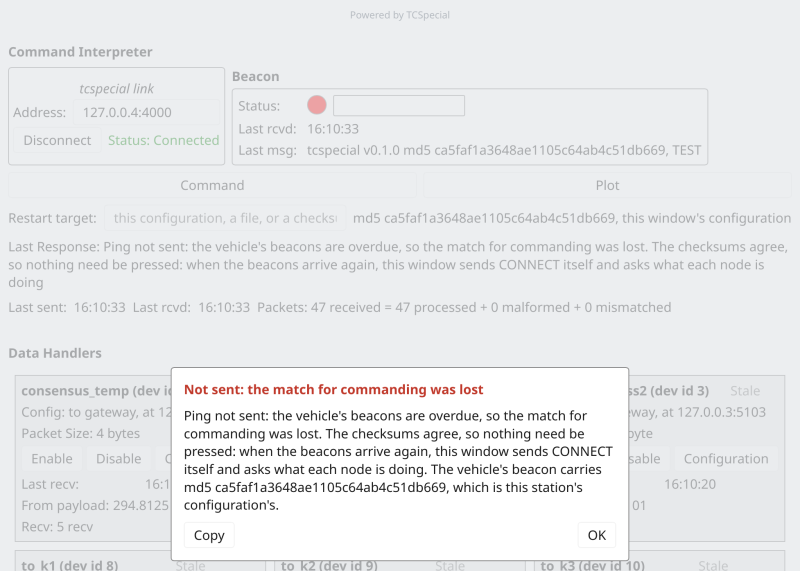 Powered by TCSpecial
Command Interpreter
tcspecial link
Address: 127.0.0.4:4000
Disconnect Status: Connected
Beacon
Status:
Last rcvd: 16:10:33
Last msg: tcspecial v0.1.0 md5 ca5faf1a3648ae1105c64ab4c51db669, TEST
Command Plot
Restart target: this configuration, a file, or a checks md5 ca5faf1a3648ae1105c64ab4c51db669, this window's configuration
Last Response: Ping not sent: the vehicle's beacons are overdue, so the match for commanding was lost. The checksums agree,
so nothing need be pressed: when the beacons arrive again, this window sends CONNECT itself and asks what each node is
doing
Last sent: 16:10:33 Last rcvd: 16:10:33 Packets: 47 received = 47 processed + 0 malformed + 0 mismatched
Data Handlers
consensus_temp (dev id
Config: to gateway, at 12
Packet Size: 4 bytes
Enable Disable
Last recv: 16:1
From payload: 294.8125
Recv: 5 recv
ss2 (dev id 3) Stale
way, at 127.0.0.3:5103
byte
sable Configuration
16:10:20
01
Not sent: the match for commanding was lost
Ping not sent: the vehicle's beacons are overdue, so the match for
commanding was lost. The checksums agree, so nothing need be
pressed: when the beacons arrive again, this window sends CONNECT
itself and asks what each node is doing. The vehicle's beacon carries
md5 ca5faf1a3648ae1105c64ab4c51db669, which is this station's
configuration's.
Copy OK
to_k1 (dev id 8) Stale
to_k2 (dev id 9) Stale
to_k3 (dev id 10) Stale